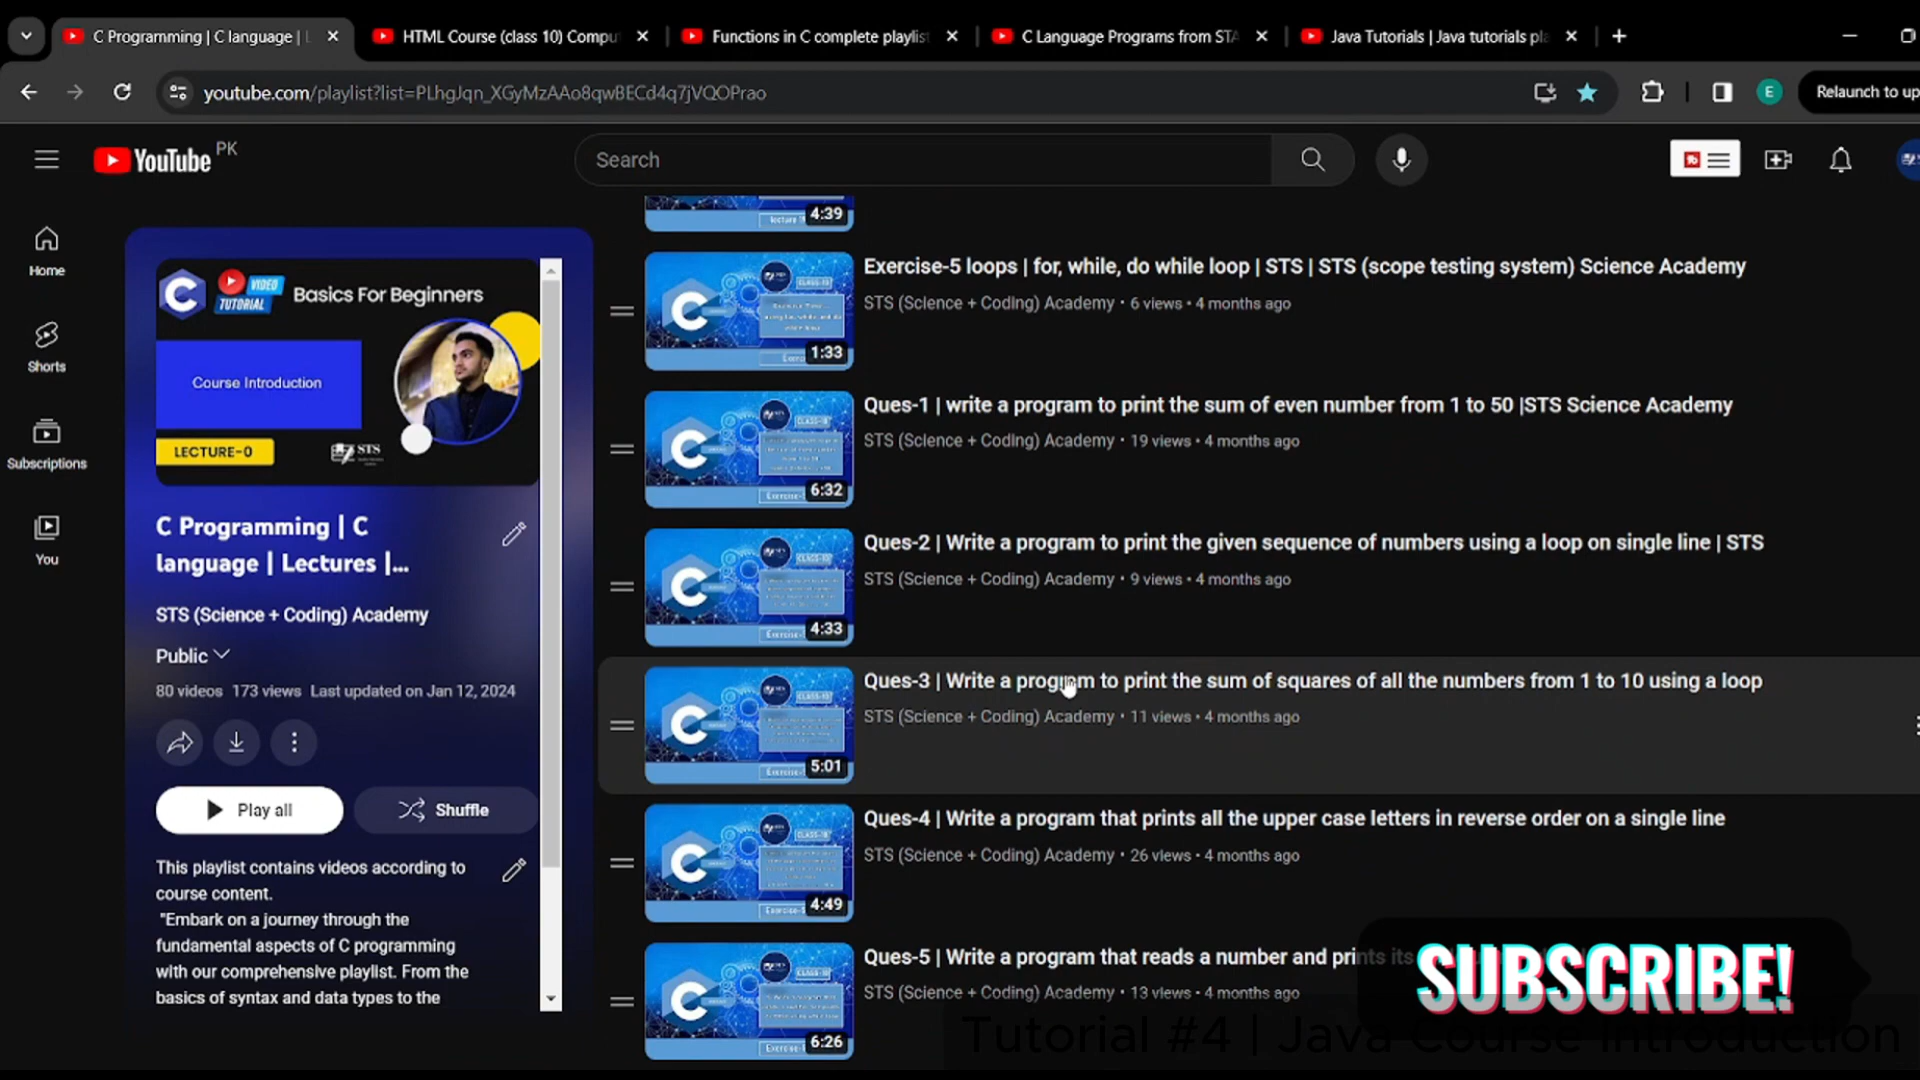 C Programming | C language |
HTML Course (class 10) Compu
Functions in C complete playlist
C Language Programs from STA
Java Tutorials | Java tutorials pl
youtube.com/playlist?list=PLhgJqn_XGyMzAAo8qwBECd4q7jVQOPrao
E
Relaunch to up
YouTube PK
Search
Home
Shorts
Subscriptions
You
VIDEO
TUTORIAL
Basics For Beginners
Course Introduction
LECTURE-0
STS
C Programming | C
language | Lectures |...
STS (Science + Coding) Academy
Public
80 videos 173 views Last updated on Jan 12, 2024
Play all
Shuffle
This playlist contains videos according to
course content.
"Embark on a journey through the
fundamental aspects of C programming
with our comprehensive playlist. From the
basics of syntax and data types to the
lecture
4:39
Exercise-5 loops | for, while, do while loop | STS | STS (scope testing system) Science Academy
STS (Science + Coding) Academy • 6 views • 4 months ago
1:33
Ques-1 | write a program to print the sum of even number from 1 to 50 |STS Science Academy
STS (Science + Coding) Academy • 19 views • 4 months ago
6:32
Ques-2 | Write a program to print the given sequence of numbers using a loop on single line | STS
STS (Science + Coding) Academy • 9 views • 4 months ago
4:33
Ques-3 | Write a program to print the sum of squares of all the numbers from 1 to 10 using a loop
STS (Science + Coding) Academy • 11 views • 4 months ago
5:01
Ques-4 | Write a program that prints all the upper case letters in reverse order on a single line
STS (Science + Coding) Academy • 26 views • 4 months ago
4:49
Ques-5 | Write a program that reads a number and prints its
STS (Science + Coding) Academy • 13 views • 4 months ago
6:26
SUBSCRIBE!
Tutorial #4 | Java Course Introduction